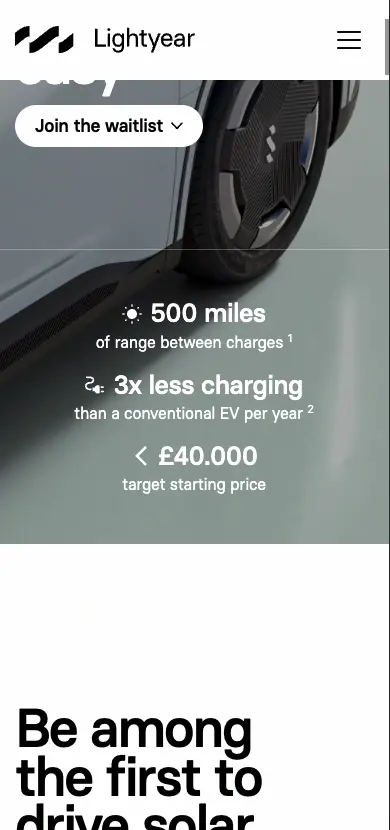 Lightyear
easy
Join the waitlist
500 miles
of range between charges 1
3x less charging
than a conventional EV per year 2
< £40.000
target starting price
Be among
the first to
drive solar